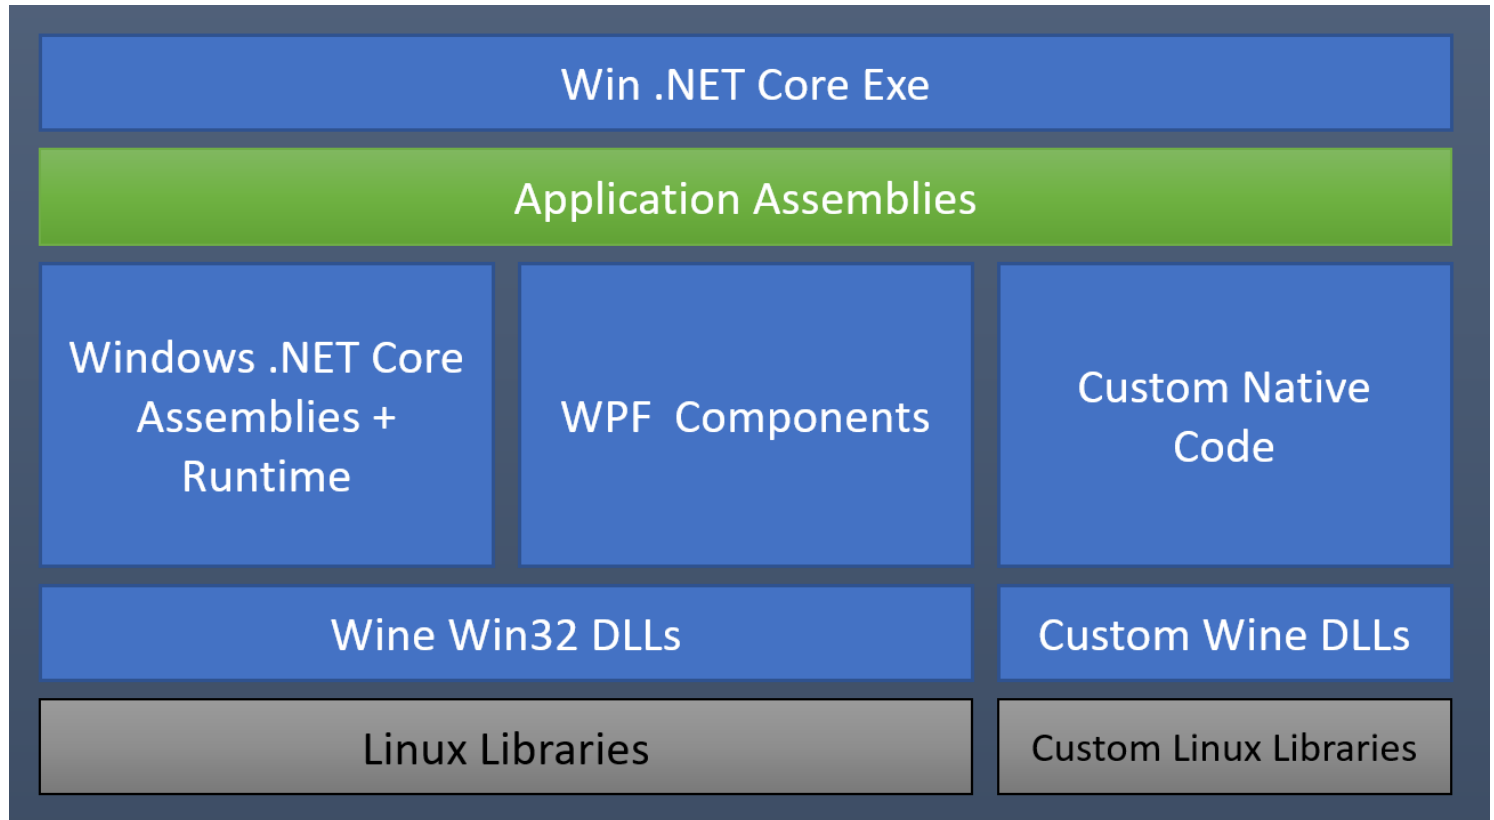 Win .NET Core Exe
Application Assemblies
Windows .NET Core
Assemblies +
Runtime
WPF  Components
Custom Native
Code
Wine Win32 DLLs
Custom Wine DLLs
Linux Libraries
Custom Linux Libraries